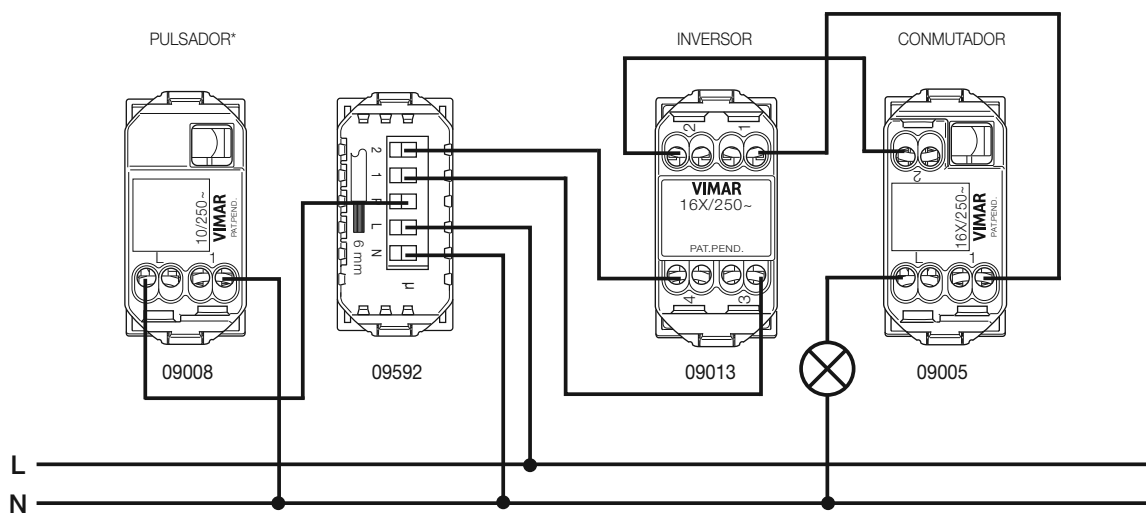 PULSADOR*
INVERSOR
CONMUTADOR
10/250~
VIMAR
PAT.PEND.
L
1
2
1
P
L
N
6 mm
µ
2
1
VIMAR
16X/250~
PAT.PEND.
4
3
2
16X/250~
VIMAR
PAT.PEND.
L
1
09008
09592
09013
09005
L
N